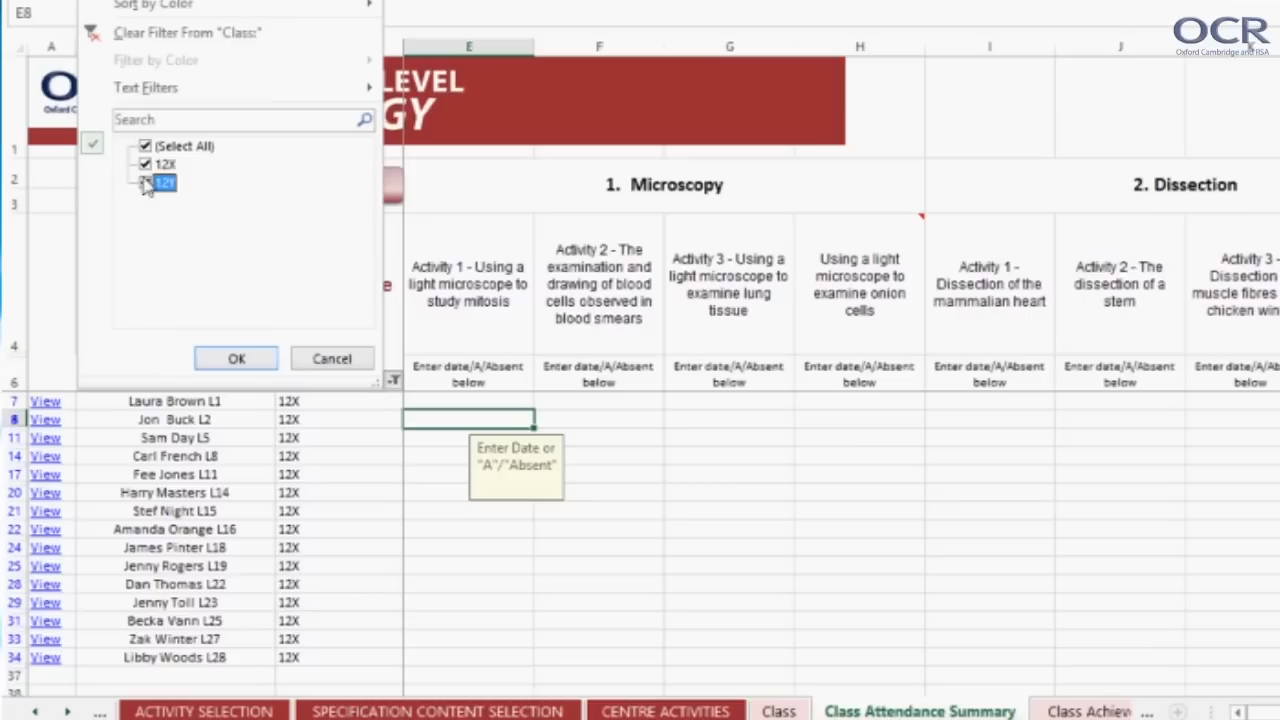 E8
Sort by Color
OCR
Oxford Cambridge and RSA
Clear Filter From "Class:"
A
E
F
G
H
I
J
K
Filter by Color
Text Filters
LEVEL
GY
Search
(Select All)
12X
12Y
1
2
3
4
6
1. Microscopy
2. Dissection
e
Activity 1 - Using a
light microscope to
study mitosis
Activity 2 - The
examination and
drawing of blood
cells observed in
blood smears
Activity 3 - Using a
light microscope to
examine lung
tissue
Using a light
microscope to
examine onion
cells
Activity 1 -
Dissection of the
mammalian heart
Activity 2 - The
dissection of a
stem
Activity 3 -
Dissection
muscle fibres
chicken win
OK
Cancel
Enter date/A/Absent
below
Enter date/A/Absent
below
Enter date/A/Absent
below
Enter date/A/Absent
below
Enter date/A/Absent
below
Enter date/A/Absent
below
Enter date/A/A
below
7 View Laura Brown L1 12X
8 View Jon Buck L2 12X
11 View Sam Day L5 12X
14 View Carl French L8 12X
17 View Fee Jones L11 12X
20 View Harry Masters L14 12X
21 View Stef Night L15 12X
22 View Amanda Orange L16 12X
24 View James Pinter L18 12X
25 View Jenny Rogers L19 12X
28 View Dan Thomas L22 12X
29 View Jenny Toll L23 12X
31 View Becka Vann L25 12X
33 View Zak Winter L27 12X
34 View Libby Woods L28 12X
37
38
Enter Date or
"A"/"Absent"
... ACTIVITY SELECTION SPECIFICATION CONTENT SELECTION CENTRE ACTIVITIES Class Class Attendance Summary Class Achiev ...